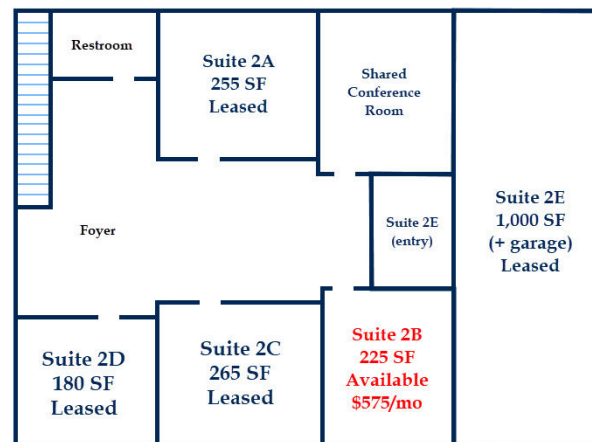 Restroom
Suite 2A
255 SF
Leased
Shared
Conference
Room
Suite 2E
1,000 SF
(+ garage)
Leased
Foyer
Suite 2E
(entry)
Suite 2D
180 SF
Leased
Suite 2C
265 SF
Leased
Suite 2B
225 SF
Available
$575/mo